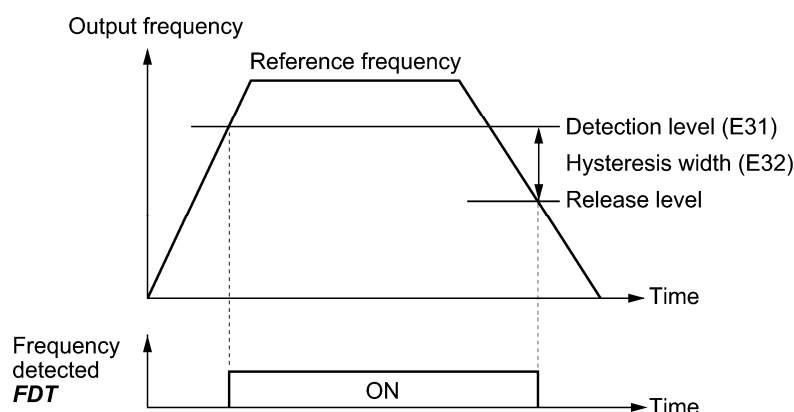 Output frequency
Reference frequency
Detection level (E31)
Hysteresis width (E32)
Release level
Time
Frequency
detected
FDT
ON
Time